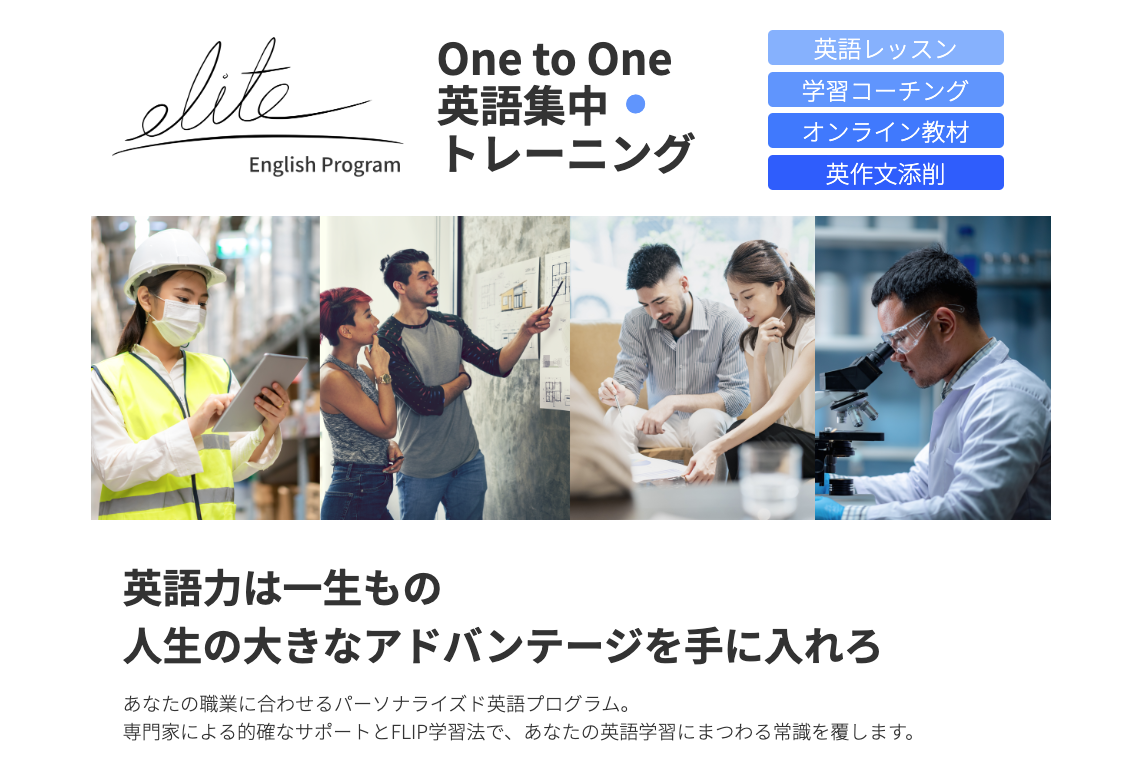 elite
English Program
One to One
英語集中
トレーニング
英語レッスン
学習コーチング
オンライン教材
英作文添削
英語力は一生もの
人生の大きなアドバンテージを手に入れろ
あなたの職業に合わせるパーソナライズド英語プログラム。
専門家による的確なサポートとFLIP学習法で、あなたの英語学習にまつわる常識を覆します。